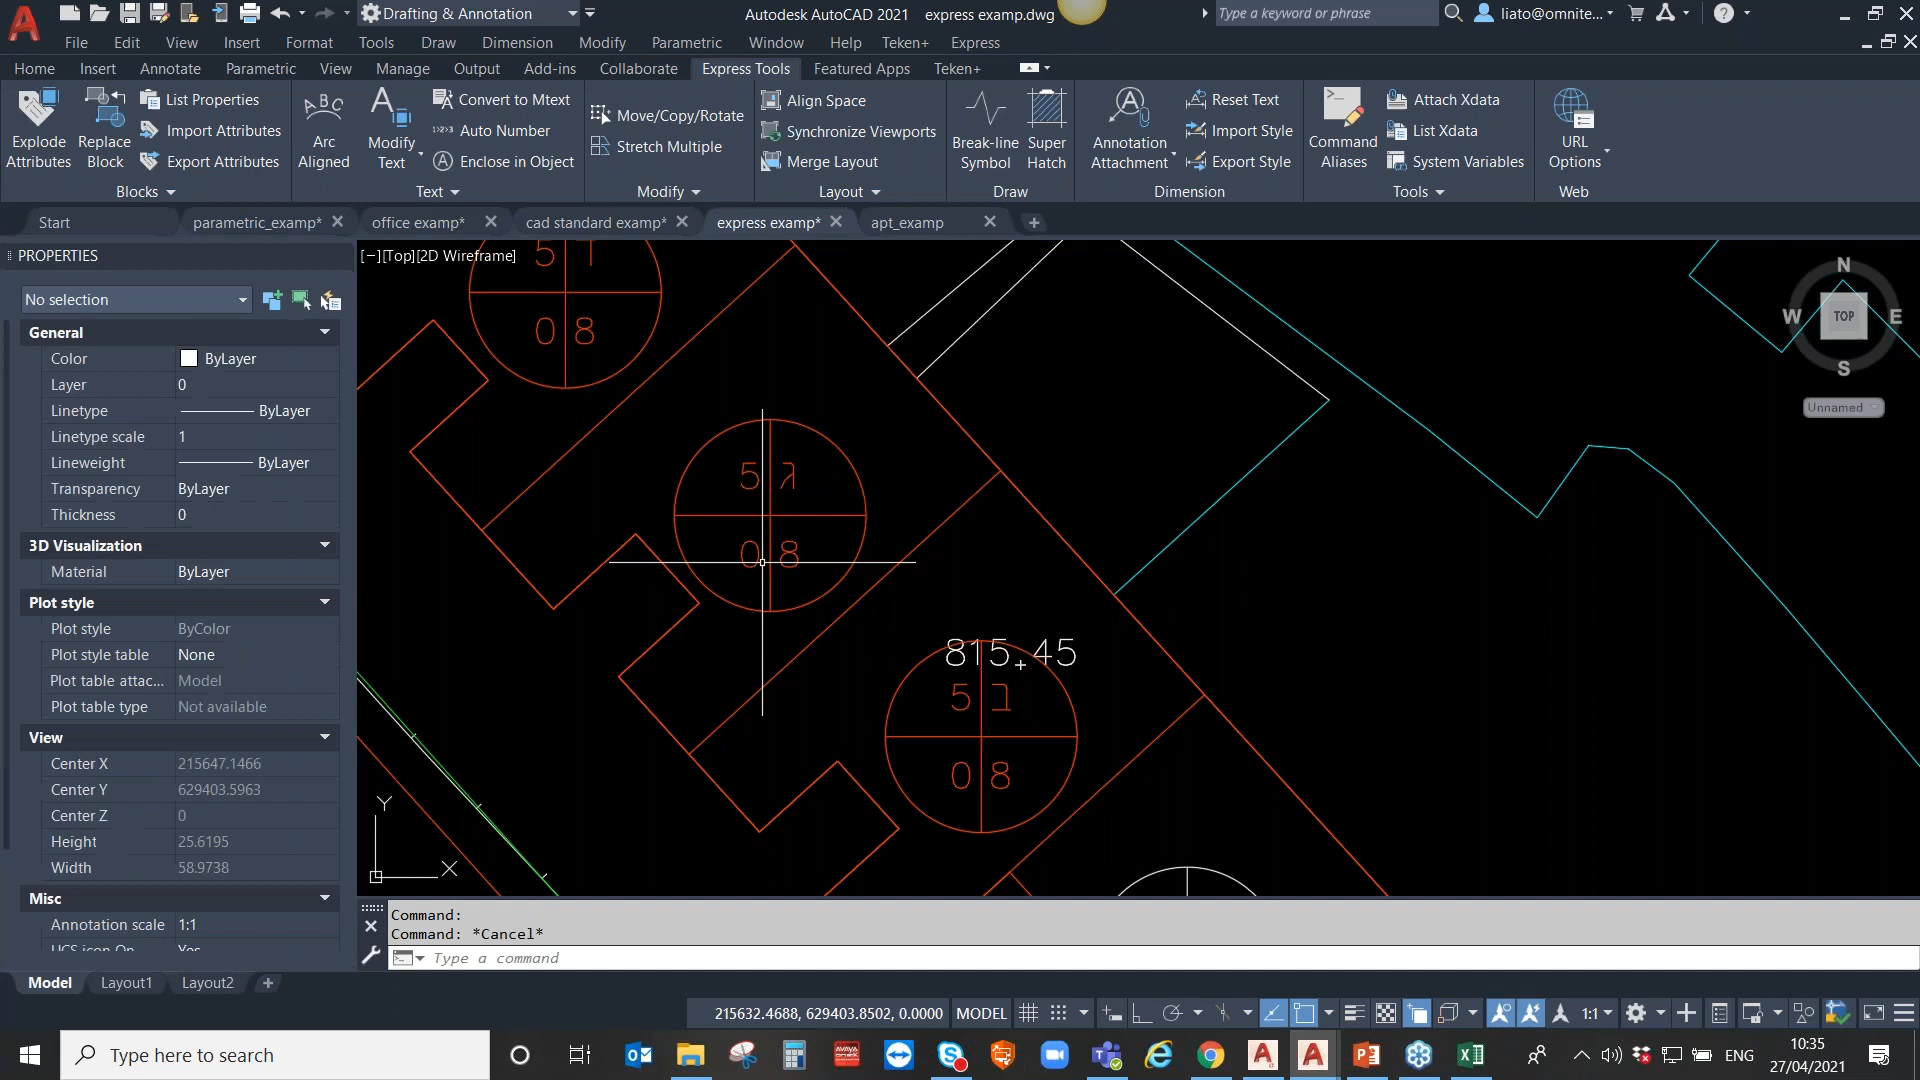 Drafting & Annotation
Autodesk AutoCAD 2021 express examp.dwg
Type a keyword or phrase
liato@omnite...
File Edit View Insert Format Tools Draw Dimension Modify Parametric Window Help Teken+ Express
Home Insert Annotate Parametric View Manage Output Add-ins Collaborate Express Tools Featured Apps Teken+
Explode Attributes
Replace Block
List Properties
Import Attributes
Export Attributes
Blocks
Arc Aligned
Modify Text
Convert to Mtext
Auto Number
Enclose in Object
Text
Move/Copy/Rotate
Stretch Multiple
Modify
Align Space
Synchronize Viewports
Merge Layout
Layout
Break-line Symbol
Super Hatch
Draw
Annotation Attachment
Reset Text
Import Style
Export Style
Dimension
Command Aliases
Attach Xdata
List Xdata
System Variables
Tools
URL Options
Web
Start parametric_examp* office examp* cad standard examp* express examp* apt_examp
PROPERTIES
No selection
General
Color ByLayer
Layer 0
Linetype ByLayer
Linetype scale 1
Lineweight ByLayer
Transparency ByLayer
Thickness 0
3D Visualization
Material ByLayer
Plot style
Plot style ByColor
Plot style table None
Plot table attac... Model
Plot table type Not available
View
Center X 215647.1466
Center Y 629403.5963
Center Z 0
Height 25.6195
Width 58.9738
Misc
Annotation scale 1:1
UCS icon On Yes
[−][Top][2D Wireframe]
5
0 8
5 ג
0 8
815.45
5 ב
0 8
Y
X
N
W TOP E
S
Unnamed
Command:
Command: *Cancel*
Type a command
Model Layout1 Layout2
215632.4688, 629403.8502, 0.0000 MODEL 1:1
Type here to search
ENG
10:35
27/04/2021